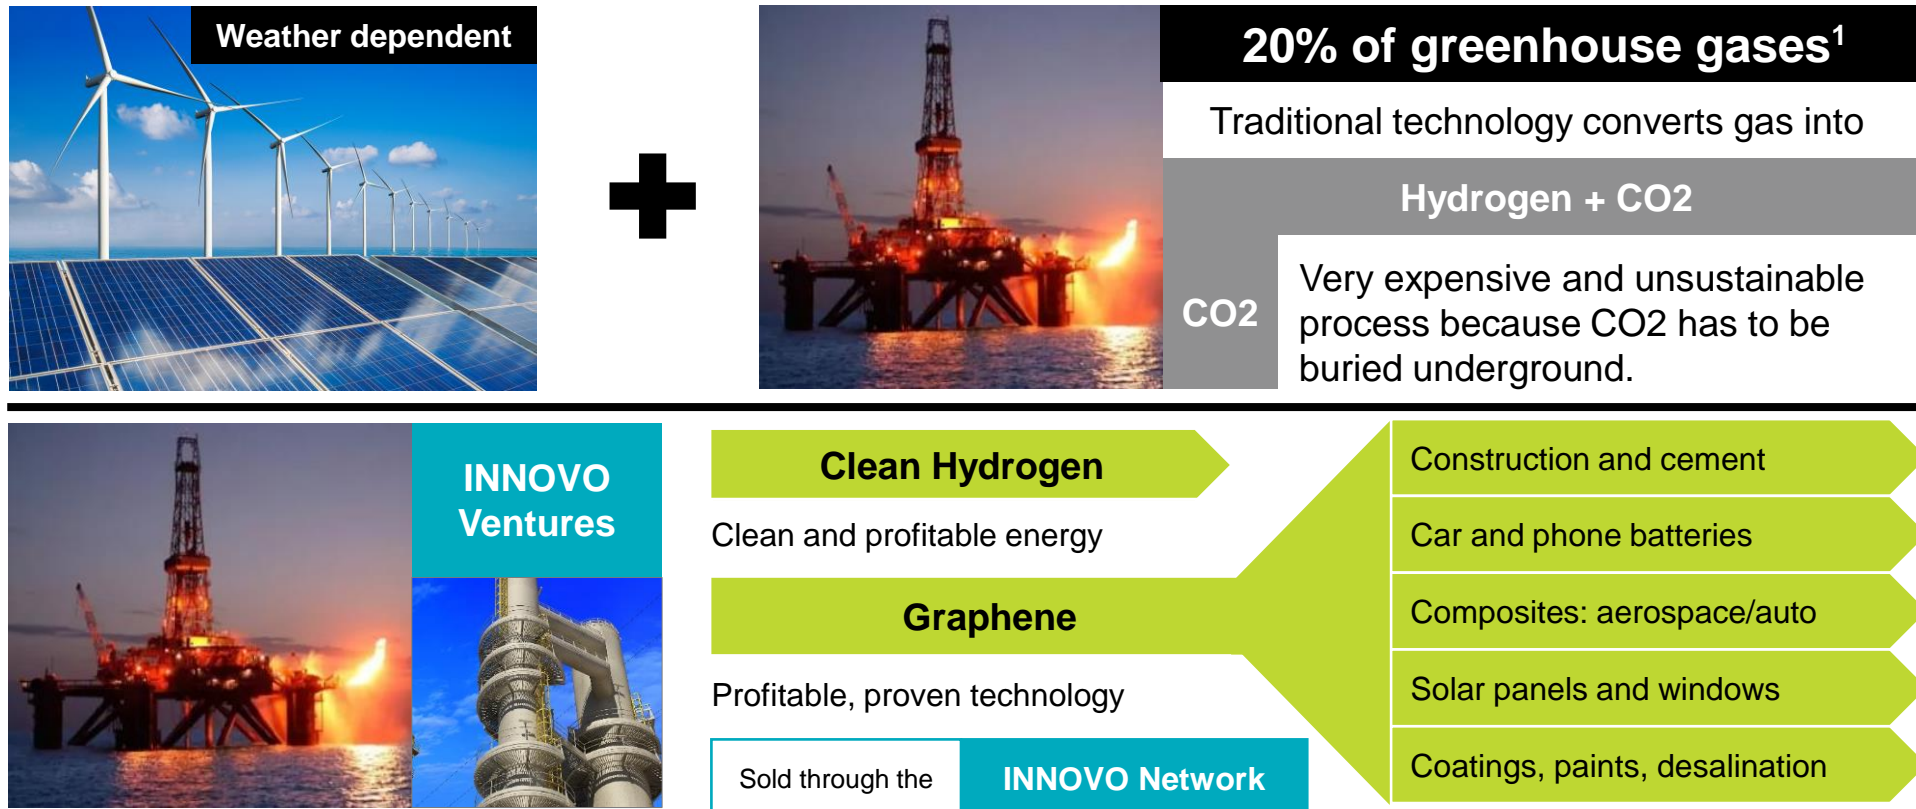 Weather dependent
20% of greenhouse gases¹
Traditional technology converts gas into
Hydrogen + CO2
CO2
Very expensive and unsustainable
process because CO2 has to be
buried underground.
INNOVO
Ventures
Clean Hydrogen
Clean and profitable energy
Graphene
Profitable, proven technology
Sold through the
INNOVO Network
Construction and cement
Car and phone batteries
Composites: aerospace/auto
Solar panels and windows
Coatings, paints, desalination